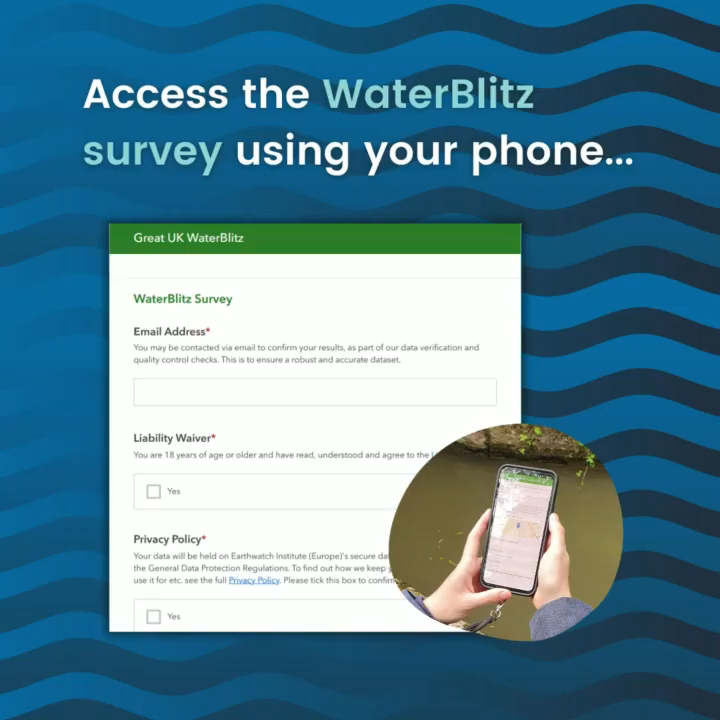 Access the WaterBlitz
survey using your phone...
Great UK WaterBlitz
WaterBlitz Survey
Email Address*
You may be contacted via email to confirm your results, as part of our data verification and
quality control checks. This is to ensure a robust and accurate dataset.
Liability Waiver*
You are 18 years of age or older and have read, understood and agree to the
Yes
Privacy Policy*
Your data will be held on Earthwatch Institute (Europe)'s secure
the General Data Protection Regulations. To find out how we keep
use it for etc, see the full Privacy Policy. Please tick this box to
Yes